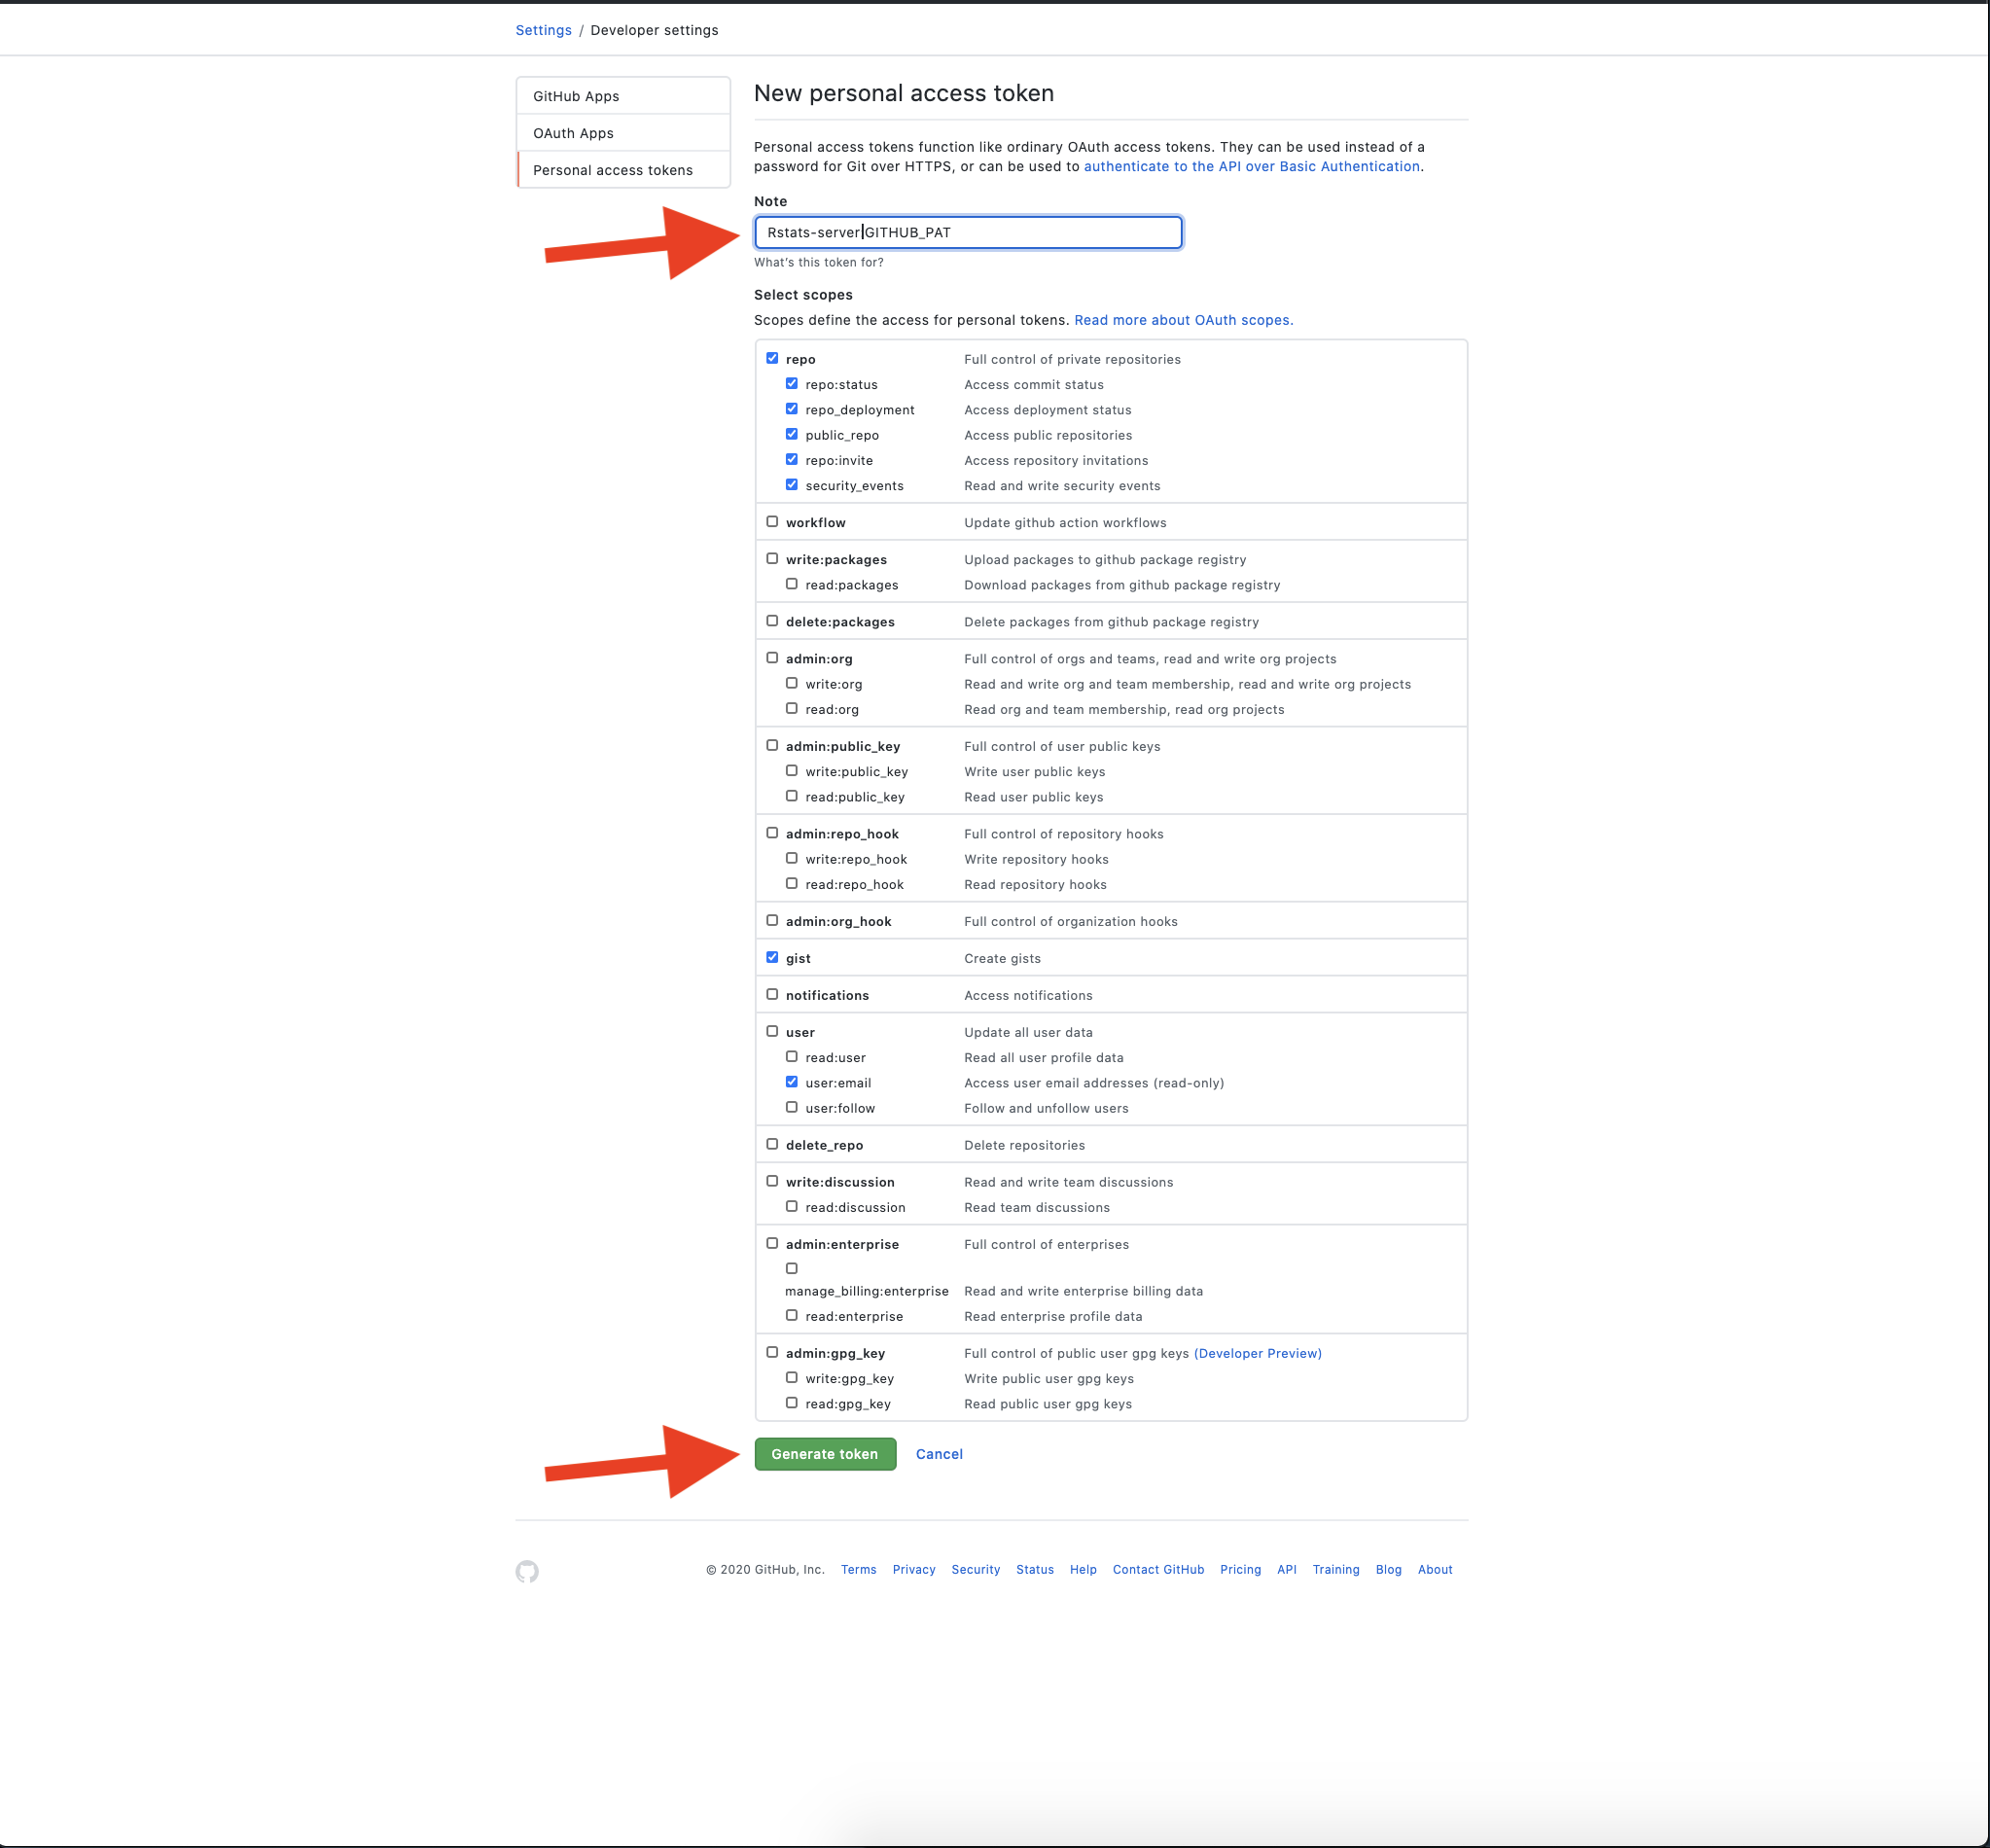 Settings / Developer settings
GitHub Apps
OAuth Apps
Personal access tokens
New personal access token
Personal access tokens function like ordinary OAuth access tokens. They can be used instead of a
password for Git over HTTPS, or can be used to authenticate to the API over Basic Authentication.
Note
Rstats-server GITHUB_PAT
What's this token for?
Select scopes
Scopes define the access for personal tokens. Read more about OAuth scopes.
repo Full control of private repositories
repo:status Access commit status
repo_deployment Access deployment status
public_repo Access public repositories
repo:invite Access repository invitations
security_events Read and write security events
workflow Update github action workflows
write:packages Upload packages to github package registry
read:packages Download packages from github package registry
delete:packages Delete packages from github package registry
admin:org Full control of orgs and teams, read and write org projects
write:org Read and write org and team membership, read and write org projects
read:org Read org and team membership, read org projects
admin:public_key Full control of user public keys
write:public_key Write user public keys
read:public_key Read user public keys
admin:repo_hook Full control of repository hooks
write:repo_hook Write repository hooks
read:repo_hook Read repository hooks
admin:org_hook Full control of organization hooks
gist Create gists
notifications Access notifications
user Update all user data
read:user Read all user profile data
user:email Access user email addresses (read-only)
user:follow Follow and unfollow users
delete_repo Delete repositories
write:discussion Read and write team discussions
read:discussion Read team discussions
admin:enterprise Full control of enterprises
manage_billing:enterprise Read and write enterprise billing data
read:enterprise Read enterprise profile data
admin:gpg_key Full control of public user gpg keys (Developer Preview)
write:gpg_key Write public user gpg keys
read:gpg_key Read public user gpg keys
Generate token Cancel
© 2020 GitHub, Inc. Terms Privacy Security Status Help Contact GitHub Pricing API Training Blog About